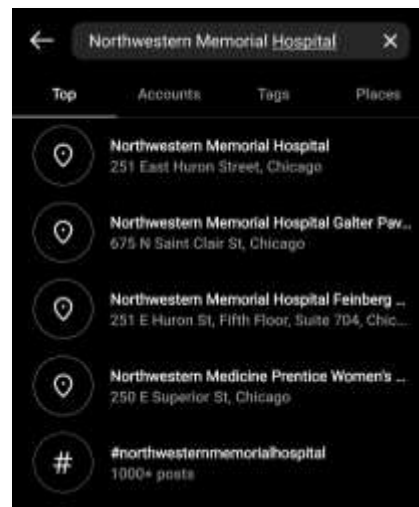 Northwestern Memorial Hospital
Top Accounts Tags Places
Northwestern Memorial Hospital
251 East Huron Street, Chicago
Northwestern Memorial Hospital Galter Pav...
675 N Saint Clair St, Chicago
Northwestern Memorial Hospital Feinberg ...
251 E Huron St, Fifth Floor, Suite 704, Chic...
Northwestern Medicine Prentice Women's ...
250 E Superior St, Chicago
#northwesternmemorialhospital
1000+ posts